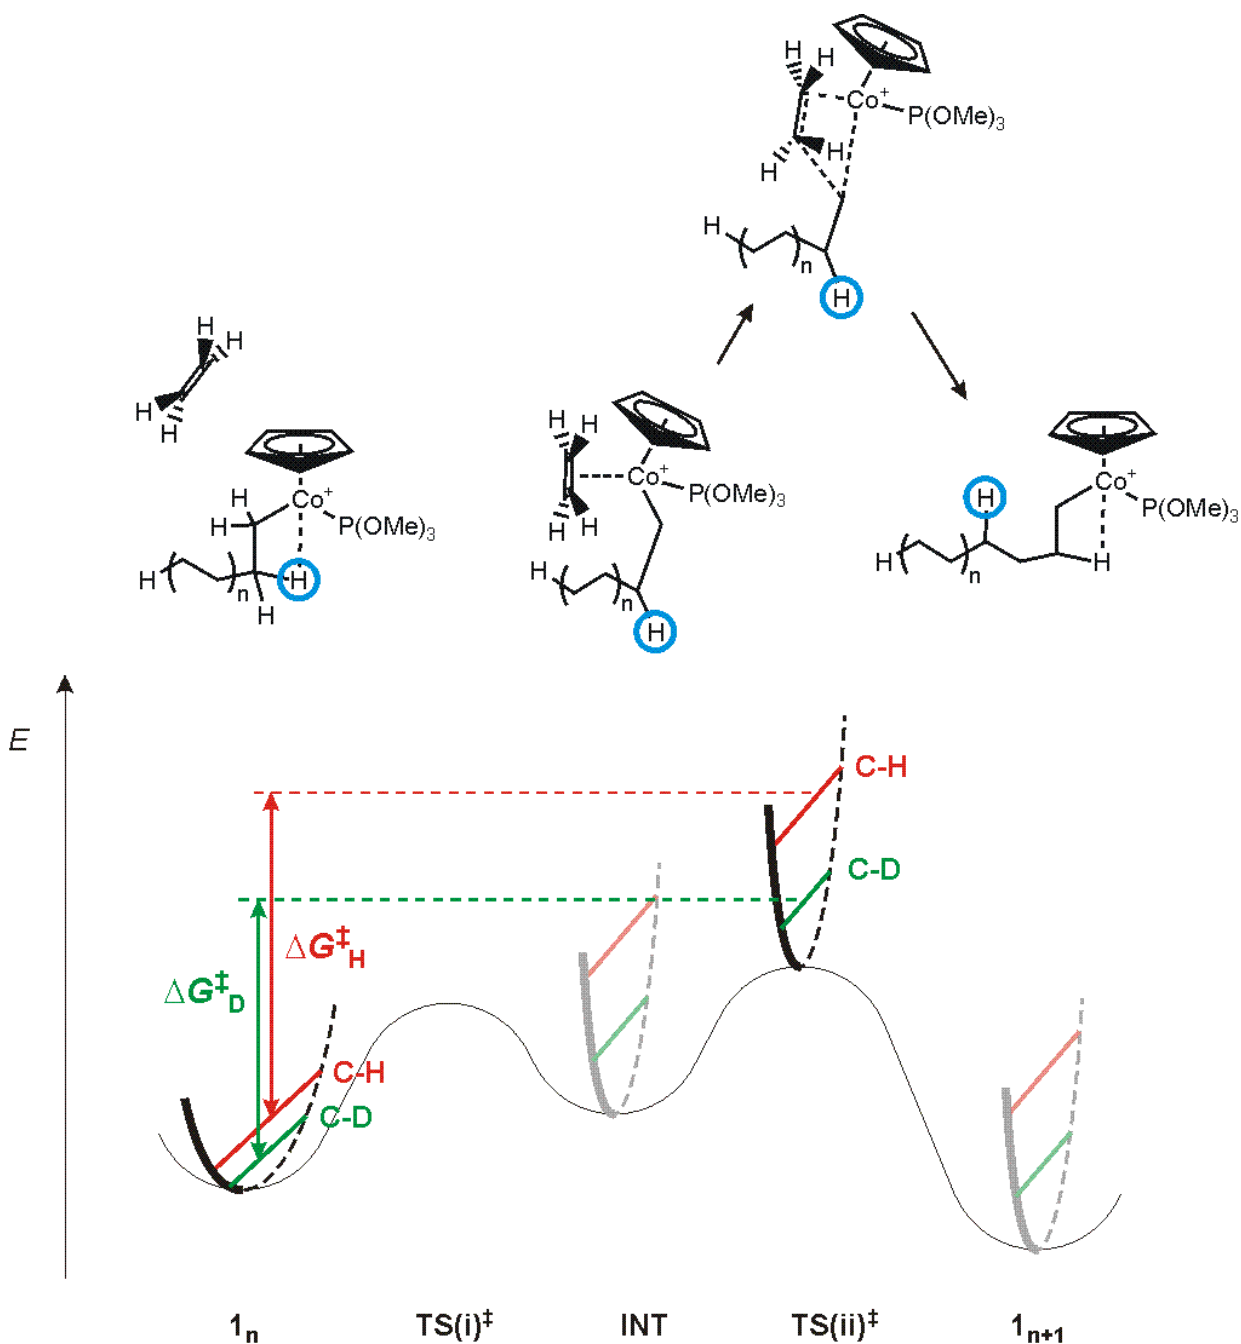 H H
Co⁺
P(OMe)₃
H H
H
n
H
H H
H H
Co⁺
P(OMe)₃
H H
H
n
H
H H
Co⁺
P(OMe)₃
H H
H
n
H
H
Co⁺
P(OMe)₃
H
n
H
E
C-H
C-D
ΔG‡H
ΔG‡D
C-H
C-D
1n
TS(i)‡
INT
TS(ii)‡
1n+1